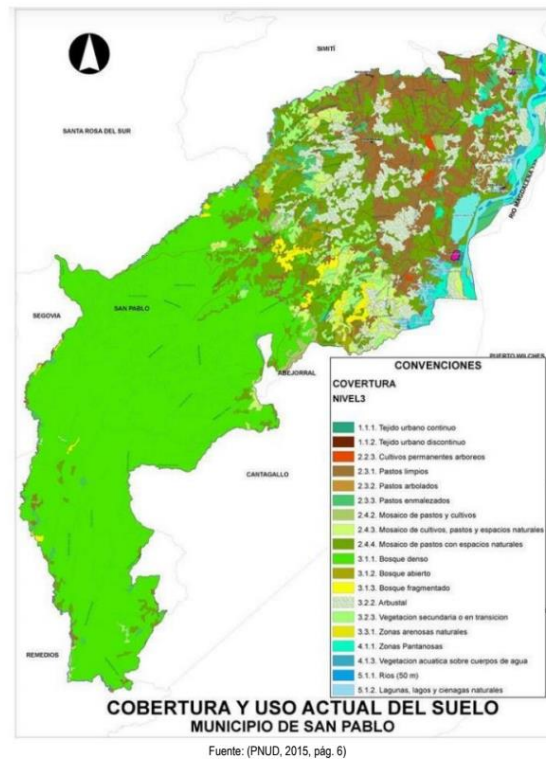 SIMITÍ
SANTA ROSA DEL SUR
RIO MAGDALENA
SEGOVIA
SAN PABLO
PUERTO WILCHES
ABEJORRAL
CANTAGALLO
REMEDIOS
CONVENCIONES
COVERTURA
NIVEL3
1.1.1. Tejido urbano continuo
1.1.2. Tejido urbano discontinuo
2.2.3. Cultivos permanentes arboreos
2.3.1. Pastos limpios
2.3.2. Pastos arbolados
2.3.3. Pastos enmalezados
2.4.2. Mosaico de pastos y cultivos
2.4.3. Mosaico de cultivos, pastos y espacios naturales
2.4.4. Mosaico de pastos con espacios naturales
3.1.1. Bosque denso
3.1.2. Bosque abierto
3.1.3. Bosque fragmentado
3.2.2. Arbustal
3.2.3. Vegetacion secundaria o en transicion
3.3.1. Zonas arenosas naturales
4.1.1. Zonas Pantanosas
4.1.3. Vegetacion acuatica sobre cuerpos de agua
5.1.1. Rios (50 m)
5.1.2. Lagunas, lagos y cienagas naturales
COBERTURA Y USO ACTUAL DEL SUELO
MUNICIPIO DE SAN PABLO
Fuente: (PNUD, 2015, pág. 6)